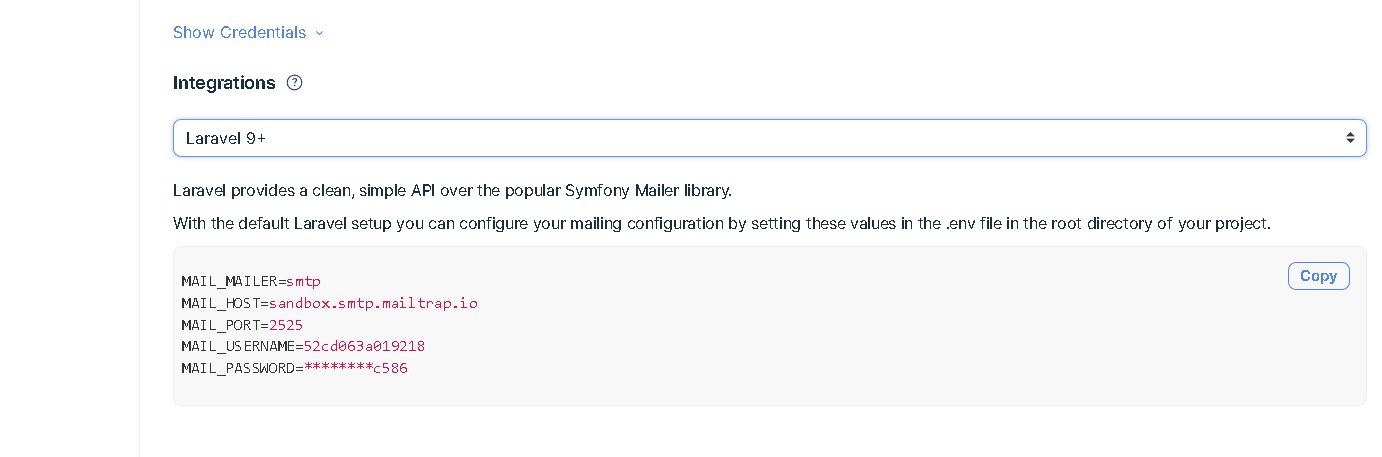 Show Credentials
Integrations ?
Laravel 9+
Laravel provides a clean, simple API over the popular Symfony Mailer library.
With the default Laravel setup you can configure your mailing configuration by setting these values in the .env file in the root directory of your project.
Copy
MAIL_MAILER=smtp
MAIL_HOST=sandbox.smtp.mailtrap.io
MAIL_PORT=2525
MAIL_USERNAME=52cd063a019218
MAIL_PASSWORD=********c586